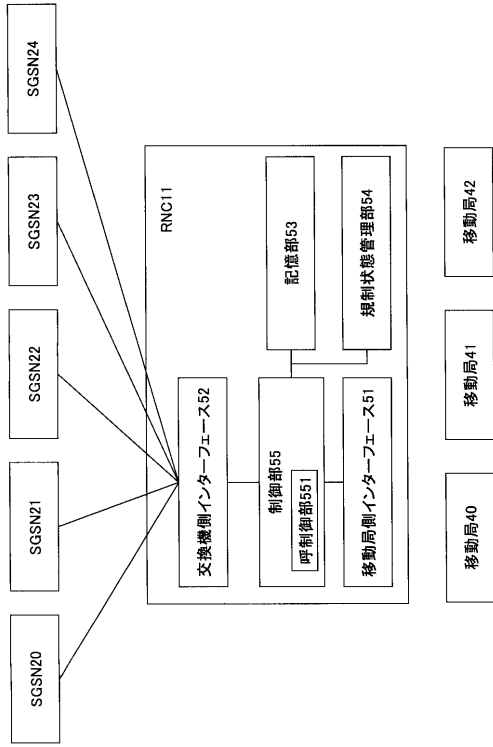 SGSN20
SGSN21
SGSN22
SGSN23
SGSN24
RNC11
交換機側インターフェース52
制御部55
呼制御部551
移動局側インターフェース51
記憶部53
規制状態管理部54
移動局40
移動局41
移動局42